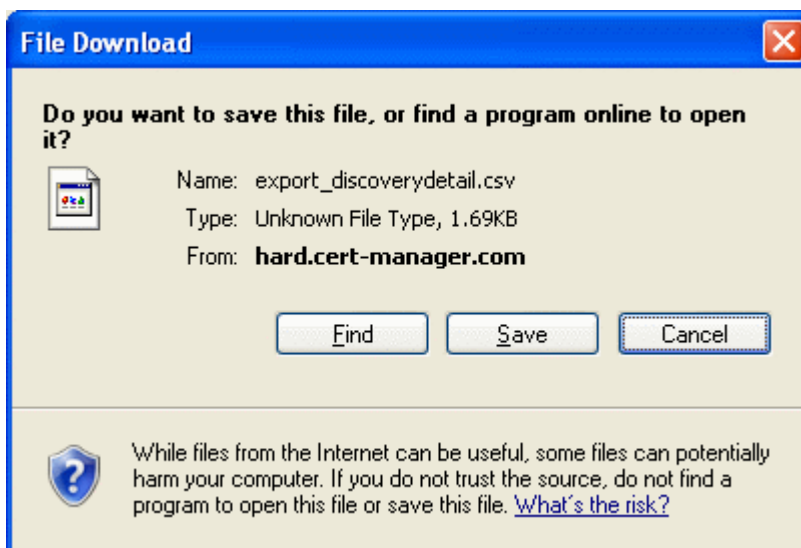 File Download
Do you want to save this file, or find a program online to open
it?
Name: export_discoverydetail.csv
Type: Unknown File Type, 1.69KB
From: hard.cert-manager.com
Find Save Cancel
While files from the Internet can be useful, some files can potentially
harm your computer. If you do not trust the source, do not find a
program to open this file or save this file. What's the risk?